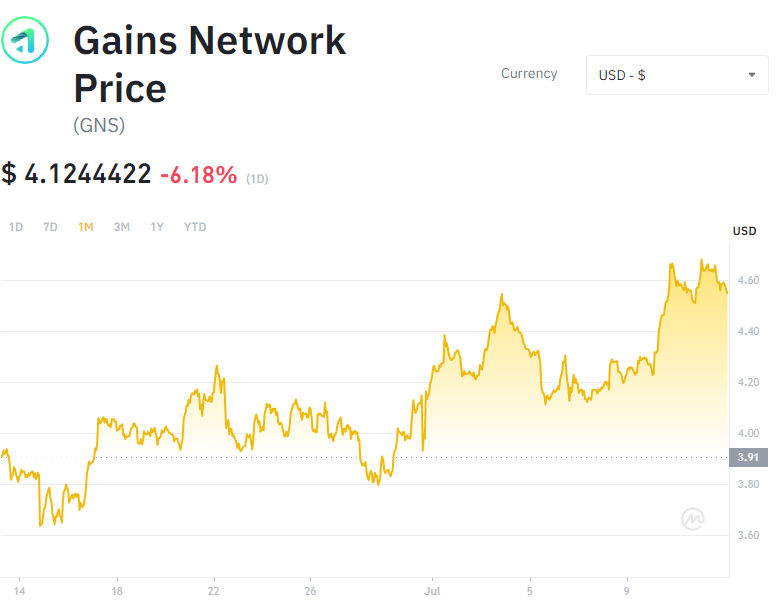 Gains Network
Price
(GNS)
Currency
USD - $
$ 4.1244422 -6.18% (1D)
1D 7D 1M 3M 1Y YTD
USD
4.60
4.40
4.20
4.00
3.91
3.80
3.60
14 18 22 26 Jul 5 9